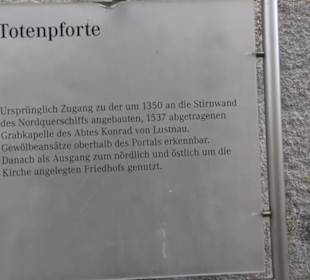 Totenpforte
Ursprünglich Zugang zu der um 1350 an die Stirnwand
des Nordquerschiffs angebauten, 1537 abgetragenen
Grabkapelle des Abtes Konrad von Lustnau.
Gewölbeansätze oberhalb des Portals erkennbar.
Danach als Ausgang zum nördlich und östlich um die
Kirche angelegten Friedhofs genutzt.